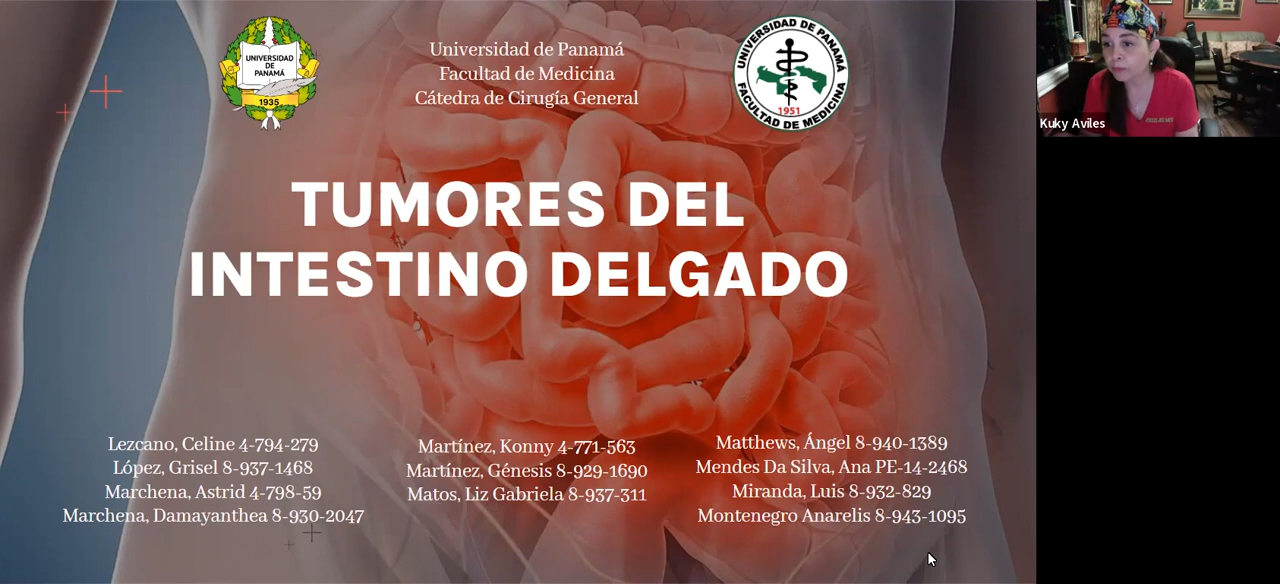 UNIVERSIDAD
DE
PANAMÁ
1935
Universidad de Panamá
Facultad de Medicina
Cátedra de Cirugía General
UNIVERSIDAD DE PANAMÁ
1951
FACULTAD DE MEDICINA
Kuky Aviles
TUMORES DEL
INTESTINO DELGADO
Lezcano, Celine 4-794-279
López, Grisel 8-937-1468
Marchena, Astrid 4-798-59
Marchena, Damayanthea 8-930-2047
Martínez, Konny 4-771-563
Martínez, Génesis 8-929-1690
Matos, Liz Gabriela 8-937-311
Matthews, Ángel 8-940-1389
Mendes Da Silva, Ana PE-14-2468
Miranda, Luis 8-932-829
Montenegro Anarelis 8-943-1095